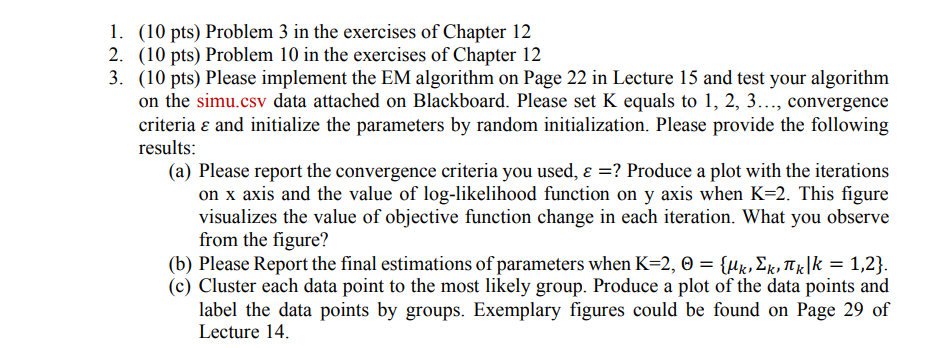 1. (10 pts) Problem 3 in the exercises of Chapter 12
2. (10 pts) Problem 10 in the exercises of Chapter 12
3. (10 pts) Please implement the EM algorithm on Page 22 in Lecture 15 and test your algorithm
on the simu.csv data attached on Blackboard. Please set K equals to 1, 2, 3…, convergence
criteria ε and initialize the parameters by random initialization. Please provide the following
results:
(a) Please report the convergence criteria you used, ε =? Produce a plot with the iterations
on x axis and the value of log-likelihood function on y axis when K=2. This figure
visualizes the value of objective function change in each iteration. What you observe
from the figure?
(b) Please Report the final estimations of parameters when K=2, Θ = {μₖ, Σₖ, πₖ|k = 1,2}.
(c) Cluster each data point to the most likely group. Produce a plot of the data points and
label the data points by groups. Exemplary figures could be found on Page 29 of
Lecture 14.